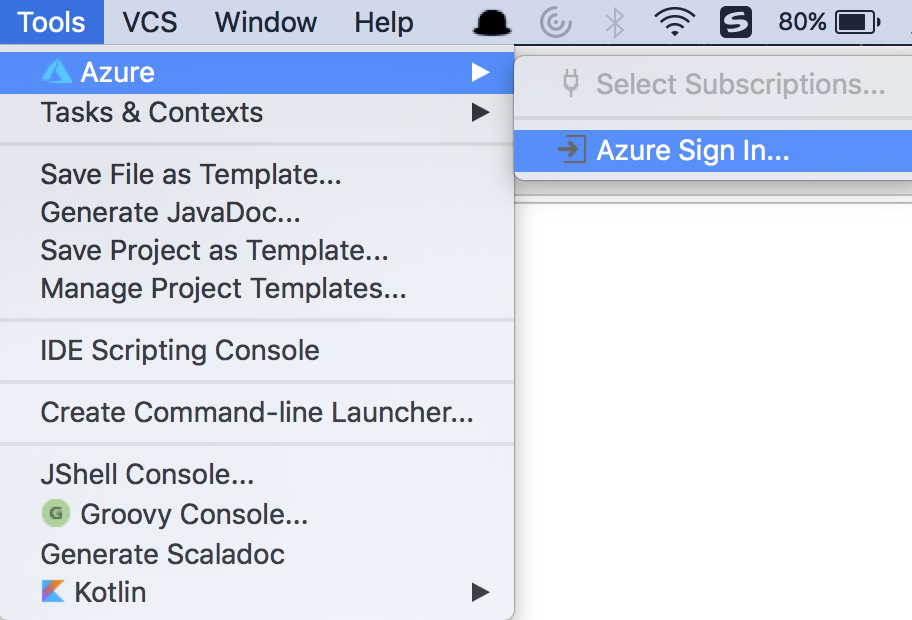 Tools VCS Window Help 80%
Azure
Select Subscriptions...
Tasks & Contexts
Azure Sign In...
Save File as Template...
Generate JavaDoc...
Save Project as Template...
Manage Project Templates...
IDE Scripting Console
Create Command-line Launcher...
JShell Console...
G Groovy Console...
Generate Scaladoc
Kotlin